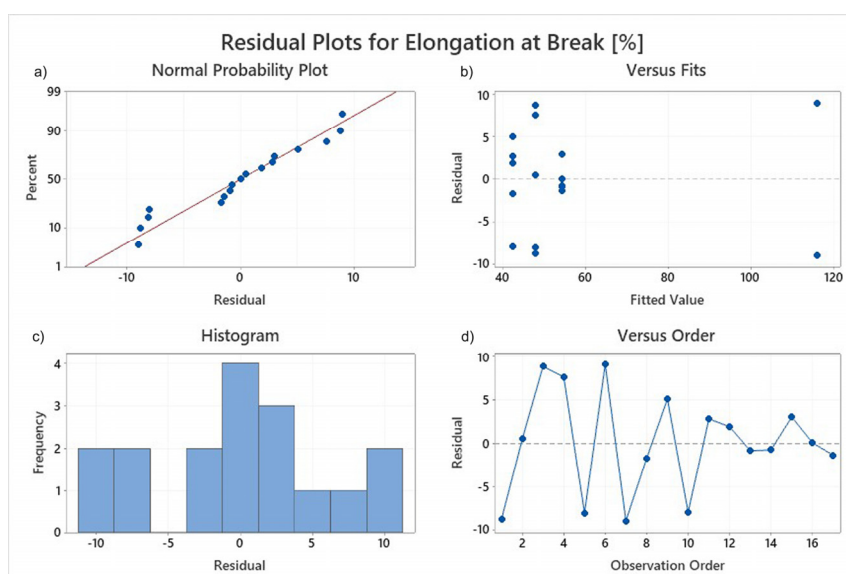 Residual Plots for Elongation at Break [%]
a) Normal Probability Plot
99
90
50
10
1
Percent
-10 0 10
Residual
b) Versus Fits
10
5
0
-5
-10
Residual
40 60 80 100 120
Fitted Value
c) Histogram
4
3
2
1
0
Frequency
-10 -5 0 5 10
Residual
d) Versus Order
10
5
0
-5
-10
Residual
2 4 6 8 10 12 14 16
Observation Order